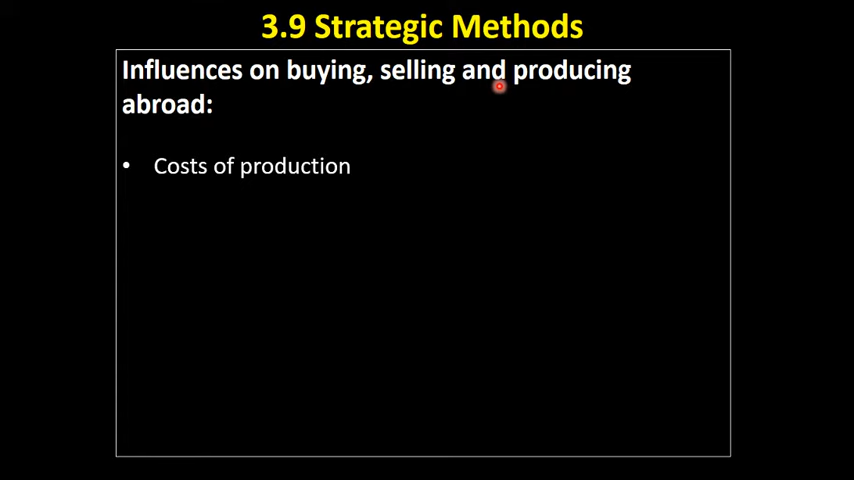 3.9 Strategic Methods
Influences on buying, selling and producing
abroad:
• Costs of production